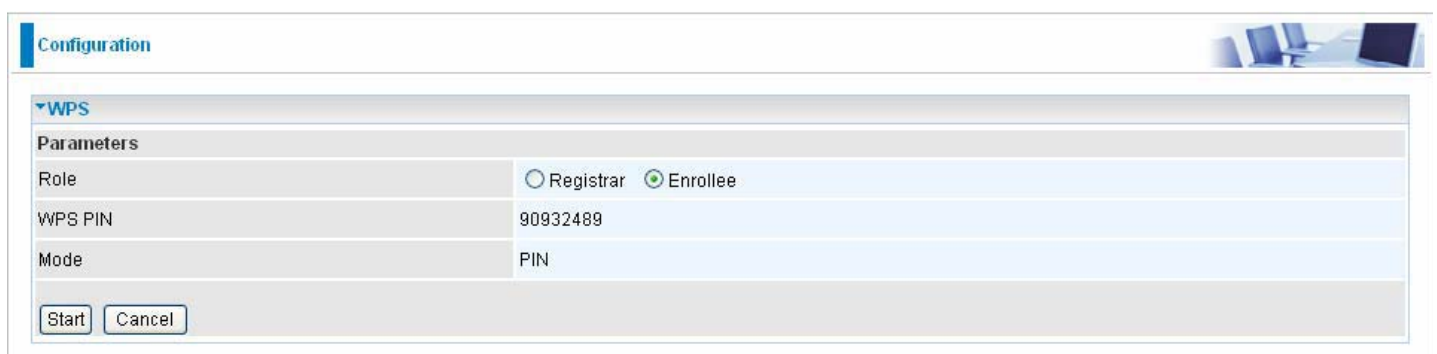 Configuration
WPS
Parameters
Role Registrar Enrollee
WPS PIN 90932489
Mode PIN
Start Cancel